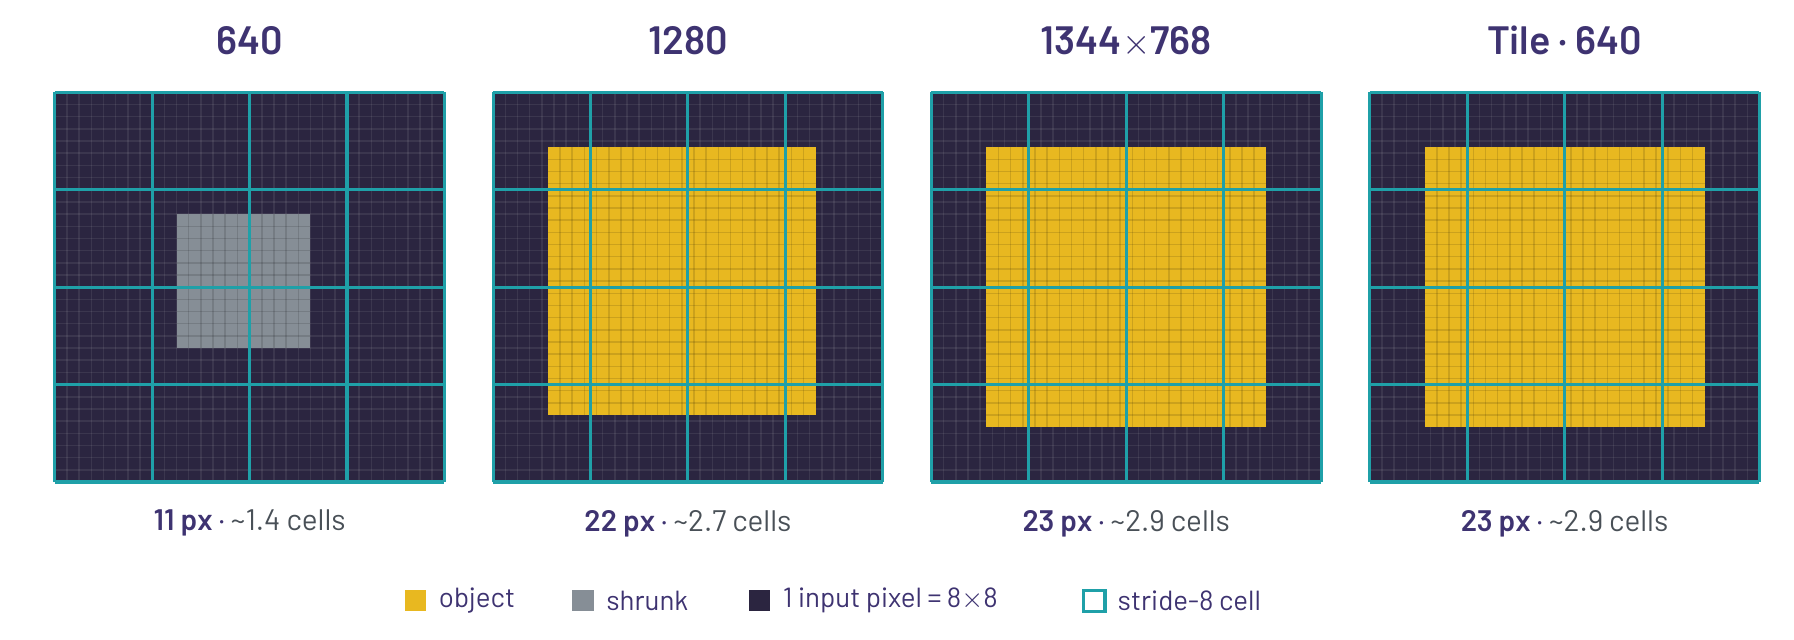 640
1280
1344×768
Tile · 640
11 px · ~1.4 cells
22 px · ~2.7 cells
23 px · ~2.9 cells
23 px · ~2.9 cells
object
shrunk
1 input pixel = 8×8
stride-8 cell